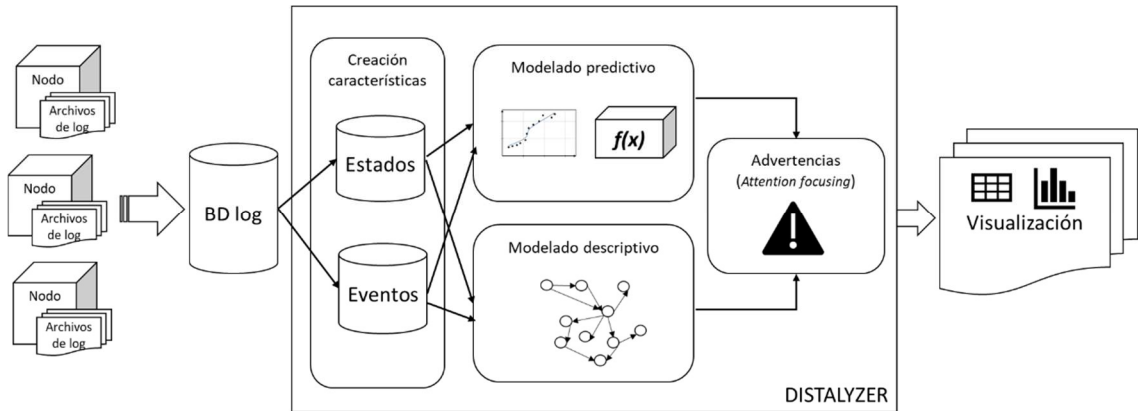 Nodo
Archivos
de log
Nodo
Archivos
de log
Nodo
Archivos
de log
BD log
Creación
características
Estados
Eventos
Modelado predictivo
f(x)
Modelado descriptivo
Advertencias
(Attention focusing)
Visualización
DISTALYZER